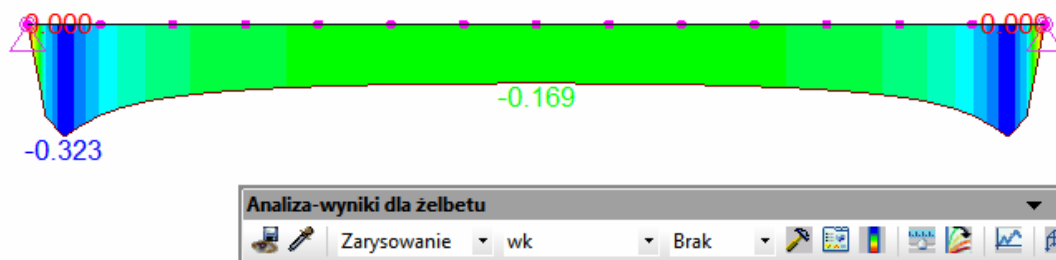 0.000 0.000
-0.169
-0.323
Analiza-wyniki dla żelbetu
Zarysowanie wk Brak